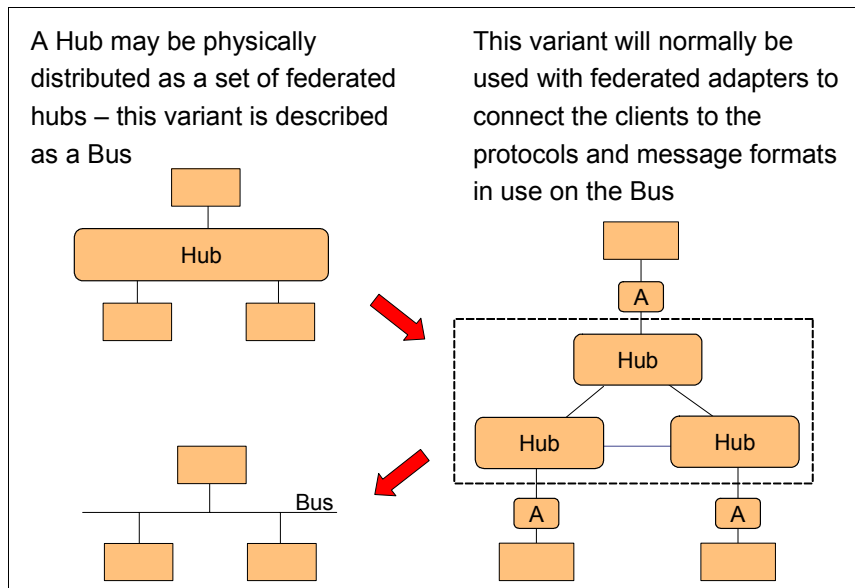 A Hub may be physically
distributed as a set of federated
hubs – this variant is described
as a Bus
This variant will normally be
used with federated adapters to
connect the clients to the
protocols and message formats
in use on the Bus
Hub
A
Hub
Hub
Hub
A
A
Bus